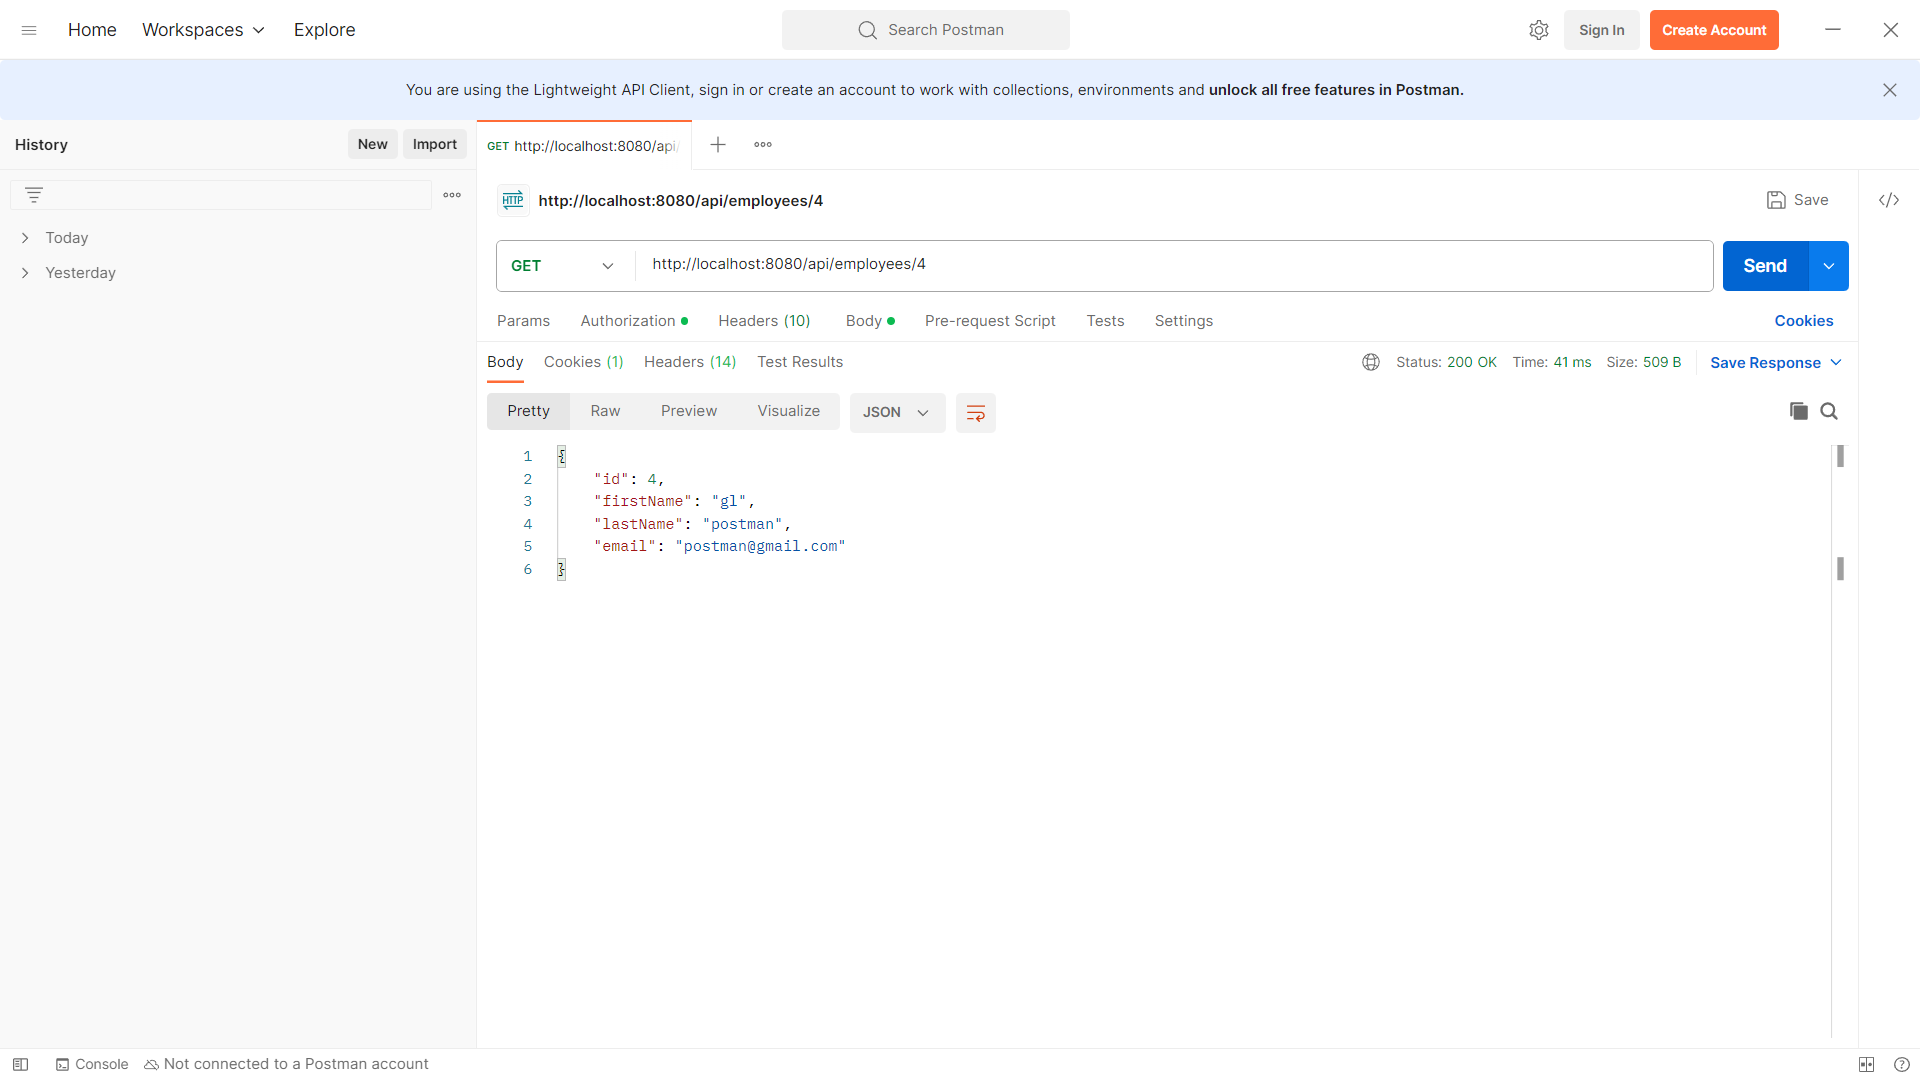 Home Workspaces Explore Search Postman Sign In Create Account
You are using the Lightweight API Client, sign in or create an account to work with collections, environments and unlock all free features in Postman.
History New Import
GET http://localhost:8080/api/
HTTP http://localhost:8080/api/employees/4 Save </>
Today
Yesterday
GET http://localhost:8080/api/employees/4 Send
Params Authorization Headers (10) Body Pre-request Script Tests Settings Cookies
Body Cookies (1) Headers (14) Test Results Status: 200 OK Time: 41 ms Size: 509 B Save Response
Pretty Raw Preview Visualize JSON
1 {
2 "id": 4,
3 "firstName": "gl",
4 "lastName": "postman",
5 "email": "postman@gmail.com"
6 }
Console Not connected to a Postman account